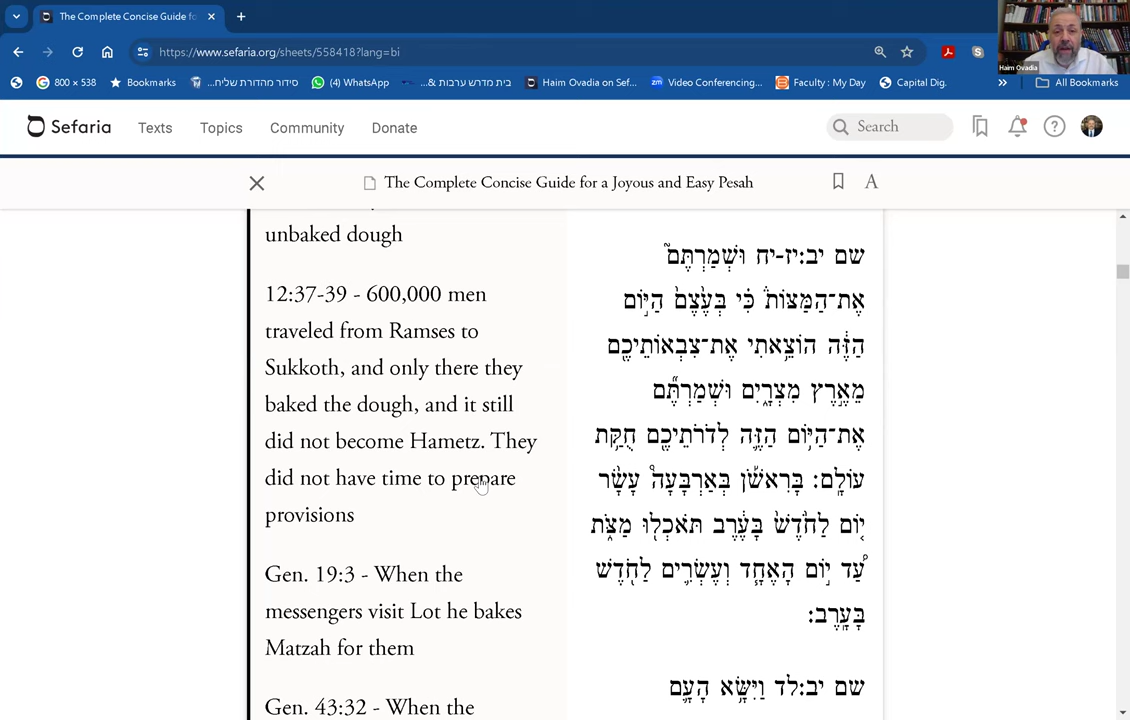 The Complete Concise Guide fo
https://www.sefaria.org/sheets/558418?lang=bi
800 × 538
Bookmarks
סידור מהדורת שליח...
(4) WhatsApp
בית מדרש ערבות &...
Haim Ovadia on Sef...
Video Conferencing...
Faculty : My Day
Capital Dig.
All Bookmarks
Haim Ovadia
Sefaria
Texts
Topics
Community
Donate
Search
The Complete Concise Guide for a Joyous and Easy Pesah
A
unbaked dough
12:37-39 - 600,000 men
traveled from Ramses to
Sukkoth, and only there they
baked the dough, and it still
did not become Hametz. They
did not have time to prepare
provisions
Gen. 19:3 - When the
messengers visit Lot he bakes
Matzah for them
Gen. 43:32 - When the
שם יב:יז-יח וּשְׁמַרְתֶּם֮
אֶת־הַמַּצּוֹת֒ כִּ֗י בְּעֶ֙צֶם֙ הַיּ֣וֹם
הַזֶּ֔ה הוֹצֵ֥אתִי אֶת־צִבְאוֹתֵיכֶ֖ם
מֵאֶ֣רֶץ מִצְרָ֑יִם וּשְׁמַרְתֶּ֞ם
אֶת־הַיּ֥וֹם הַזֶּ֛ה לְדֹרֹתֵיכֶ֖ם חֻקַּ֥ת
עוֹלָֽם׃ בָּרִאשֹׁ֡ן בְּאַרְבָּעָה֩ עָשָׂ֨ר
י֤וֹם לַחֹ֙דֶשׁ֙ בָּעֶ֔רֶב תֹּאכְל֖וּ מַצֹּ֑ת
עַ֠ד י֣וֹם הָאֶחָ֧ד וְעֶשְׂרִ֛ים לַחֹ֖דֶשׁ
בָּעָֽרֶב׃
שם יב:לד וַיִּשָּׂ֥א הָעָ֛ם